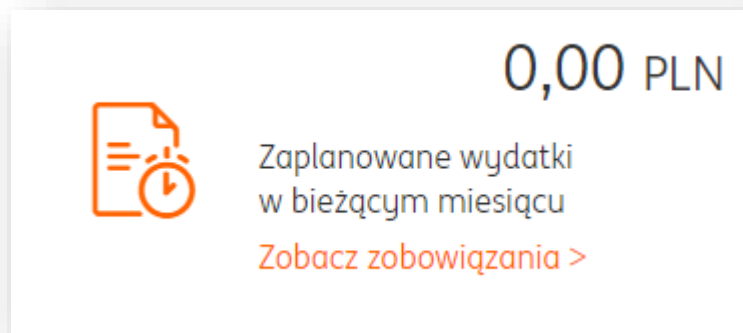 0,00 PLN
Zaplanowane wydatki
w bieżącym miesiącu
Zobacz zobowiązania >